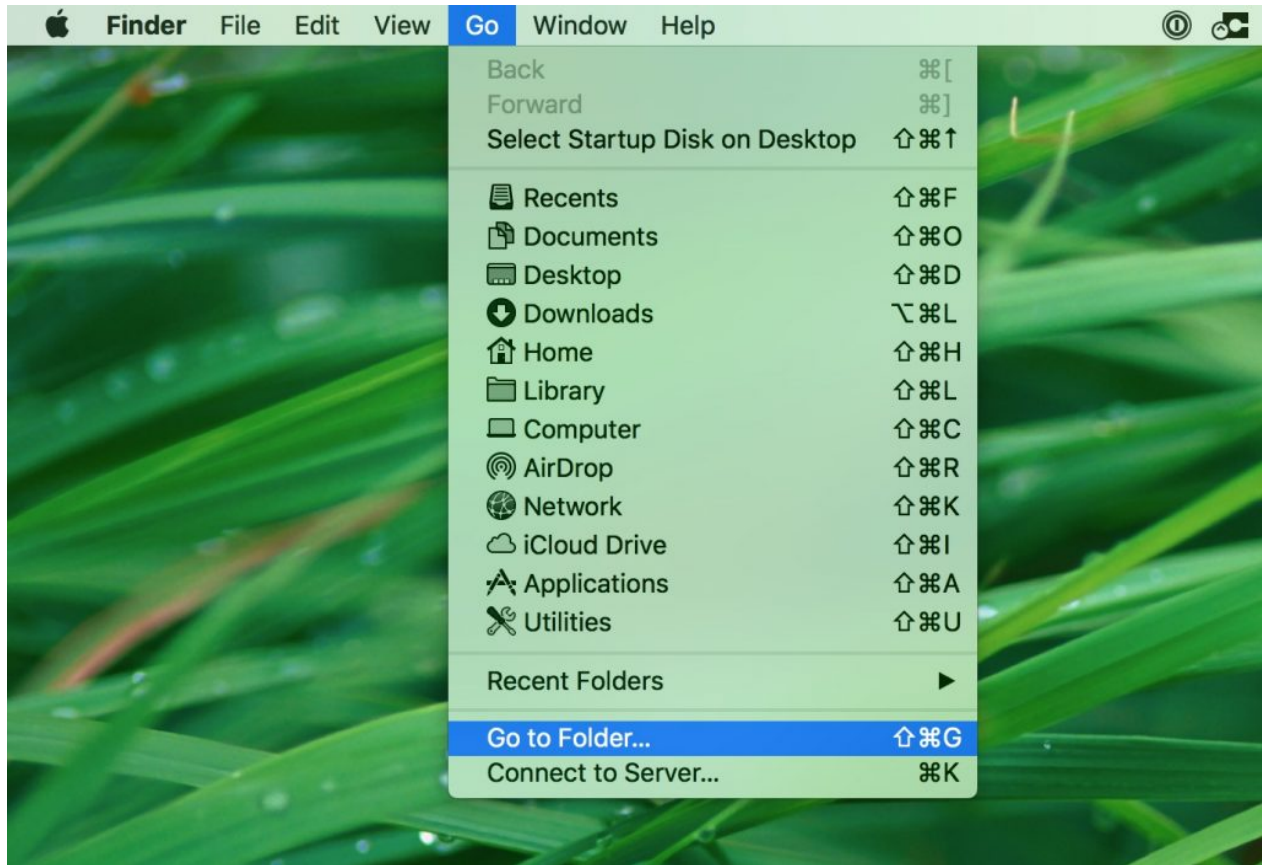 Finder File Edit View Go Window Help
Back ⌘[
Forward ⌘]
Select Startup Disk on Desktop ⇧⌘↑
Recents ⇧⌘F
Documents ⇧⌘O
Desktop ⇧⌘D
Downloads ⌥⌘L
Home ⇧⌘H
Library ⇧⌘L
Computer ⇧⌘C
AirDrop ⇧⌘R
Network ⇧⌘K
iCloud Drive ⇧⌘I
Applications ⇧⌘A
Utilities ⇧⌘U
Recent Folders ▶
Go to Folder... ⇧⌘G
Connect to Server... ⌘K